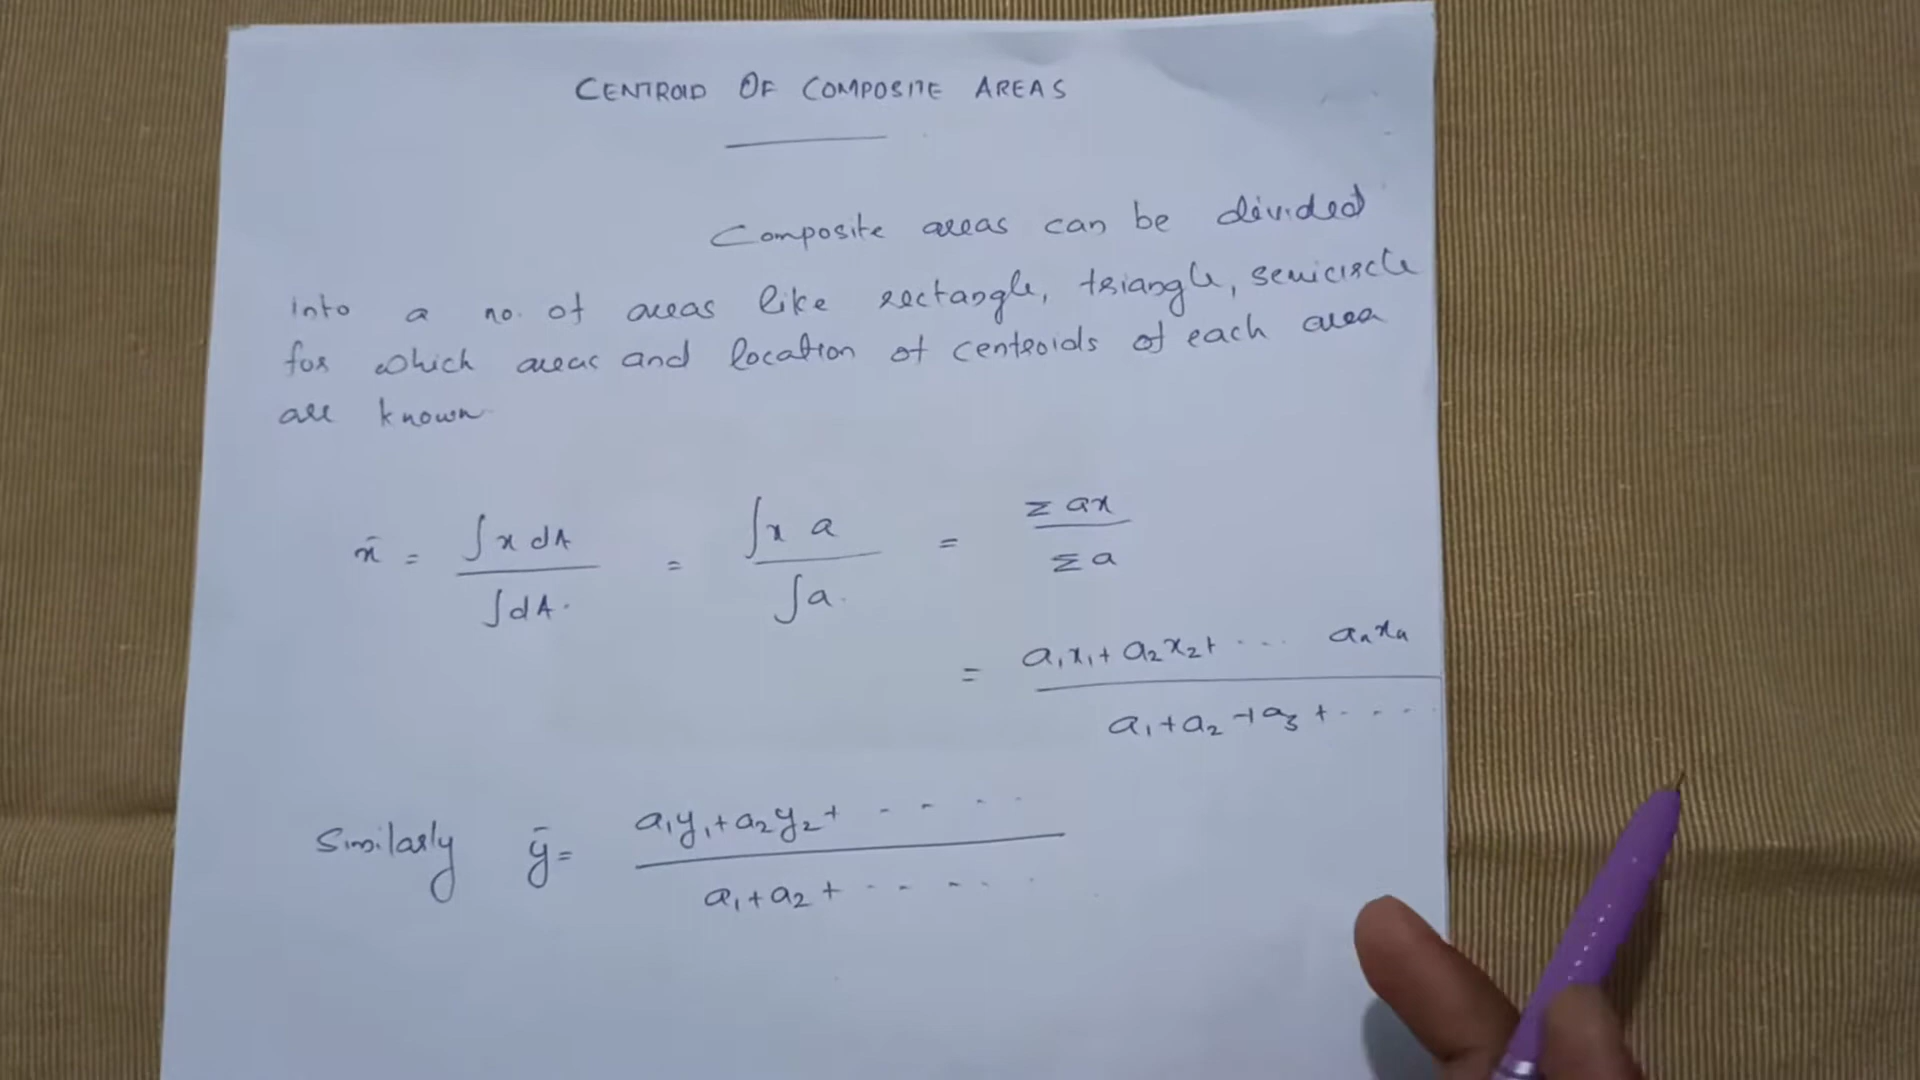 CENTROID OF COMPOSITE AREAS
Composite areas can be divided
into a no. of areas like rectangle, triangle, semicircle
for which areas and location of centroids of each area
are known
x̄ = ∫x dA / ∫dA. = ∫x a / ∫a. = Σ ax / Σ a
= a₁x₁ + a₂x₂ + ... aₙxₙ / a₁ + a₂ + a₃ + ....
Similarly ȳ = a₁y₁ + a₂y₂ + .... / a₁ + a₂ + .....